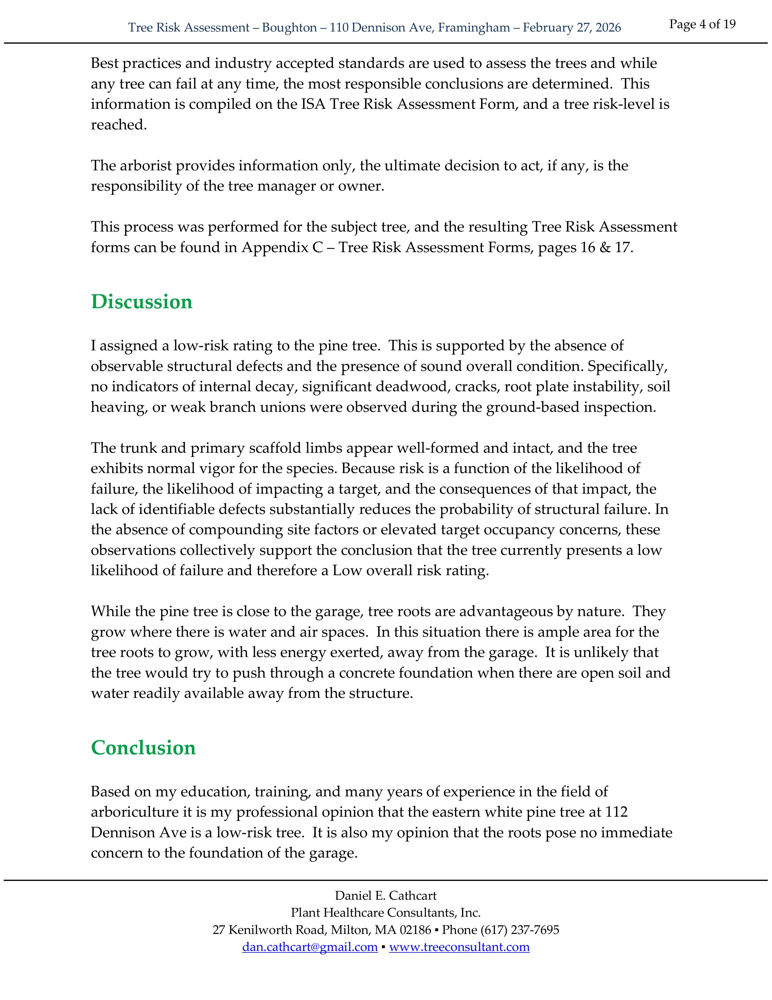 Tree Risk Assessment – Boughton – 110 Dennison Ave, Framingham – February 27, 2026
Page 4 of 19
Best practices and industry accepted standards are used to assess the trees and while
any tree can fail at any time, the most responsible conclusions are determined.  This
information is compiled on the ISA Tree Risk Assessment Form, and a tree risk-level is
reached.
The arborist provides information only, the ultimate decision to act, if any, is the
responsibility of the tree manager or owner.
This process was performed for the subject tree, and the resulting Tree Risk Assessment
forms can be found in Appendix C – Tree Risk Assessment Forms, pages 16 & 17.
Discussion
I assigned a low-risk rating to the pine tree.  This is supported by the absence of
observable structural defects and the presence of sound overall condition. Specifically,
no indicators of internal decay, significant deadwood, cracks, root plate instability, soil
heaving, or weak branch unions were observed during the ground-based inspection.
The trunk and primary scaffold limbs appear well-formed and intact, and the tree
exhibits normal vigor for the species. Because risk is a function of the likelihood of
failure, the likelihood of impacting a target, and the consequences of that impact, the
lack of identifiable defects substantially reduces the probability of structural failure. In
the absence of compounding site factors or elevated target occupancy concerns, these
observations collectively support the conclusion that the tree currently presents a low
likelihood of failure and therefore a Low overall risk rating.
While the pine tree is close to the garage, tree roots are advantageous by nature.  They
grow where there is water and air spaces.  In this situation there is ample area for the
tree roots to grow, with less energy exerted, away from the garage.  It is unlikely that
the tree would try to push through a concrete foundation when there are open soil and
water readily available away from the structure.
Conclusion
Based on my education, training, and many years of experience in the field of
arboriculture it is my professional opinion that the eastern white pine tree at 112
Dennison Ave is a low-risk tree.  It is also my opinion that the roots pose no immediate
concern to the foundation of the garage.
Daniel E. Cathcart
Plant Healthcare Consultants, Inc.
27 Kenilworth Road, Milton, MA 02186 ▪ Phone (617) 237-7695
dan.cathcart@gmail.com ▪ www.treeconsultant.com